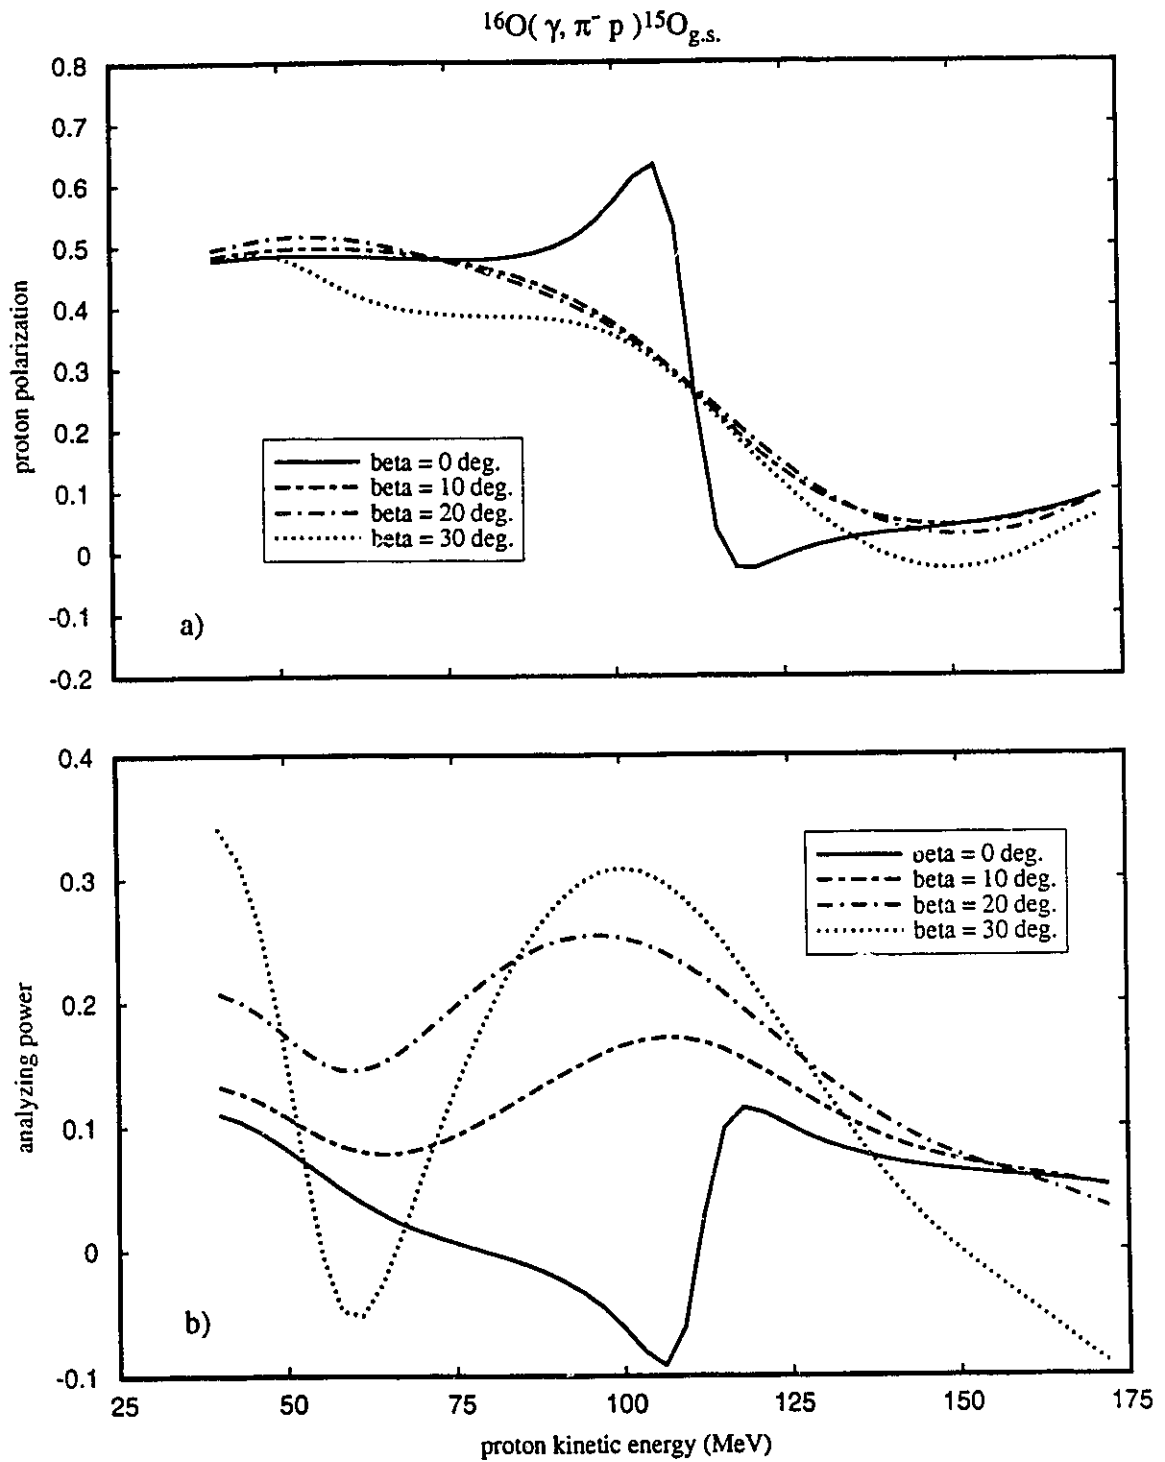 ¹⁶O( γ, π⁻ p )¹⁵O_g.s.
0.8
0.7
0.6
0.5
0.4
0.3
0.2
0.1
0
-0.1
-0.2
proton polarization
beta = 0 deg.
beta = 10 deg.
beta = 20 deg.
beta = 30 deg.
a)
0.4
0.3
0.2
0.1
0
-0.1
analyzing power
beta = 0 deg.
beta = 10 deg.
beta = 20 deg.
beta = 30 deg.
b)
25 50 75 100 125 150 175
proton kinetic energy (MeV)